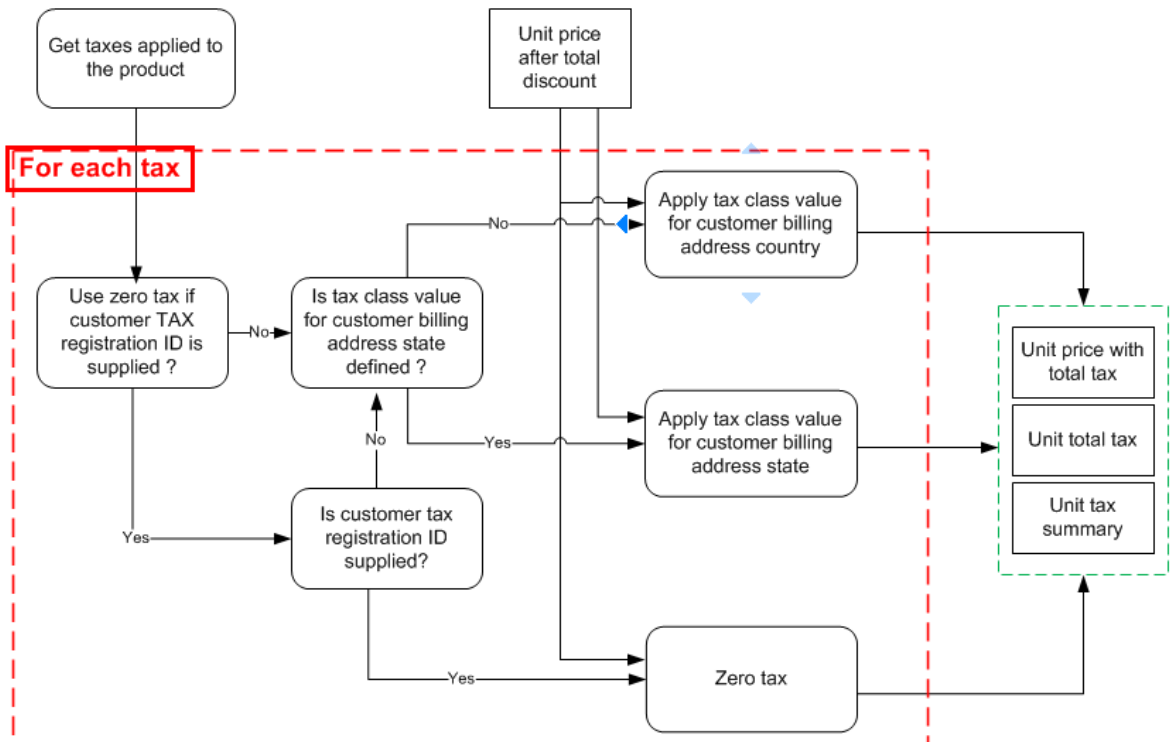 Get taxes applied to
the product
Unit price
after total
discount
For each tax
Apply tax class value
for customer billing
address country
No
Use zero tax if
customer TAX
registration ID is
supplied ?
No
Is tax class value
for customer billing
address state
defined ?
Unit price with
total tax
Unit total tax
Unit tax
summary
Yes
Apply tax class value
for customer billing
address state
No
Yes
Is customer tax
registration ID
supplied?
Yes
Zero tax